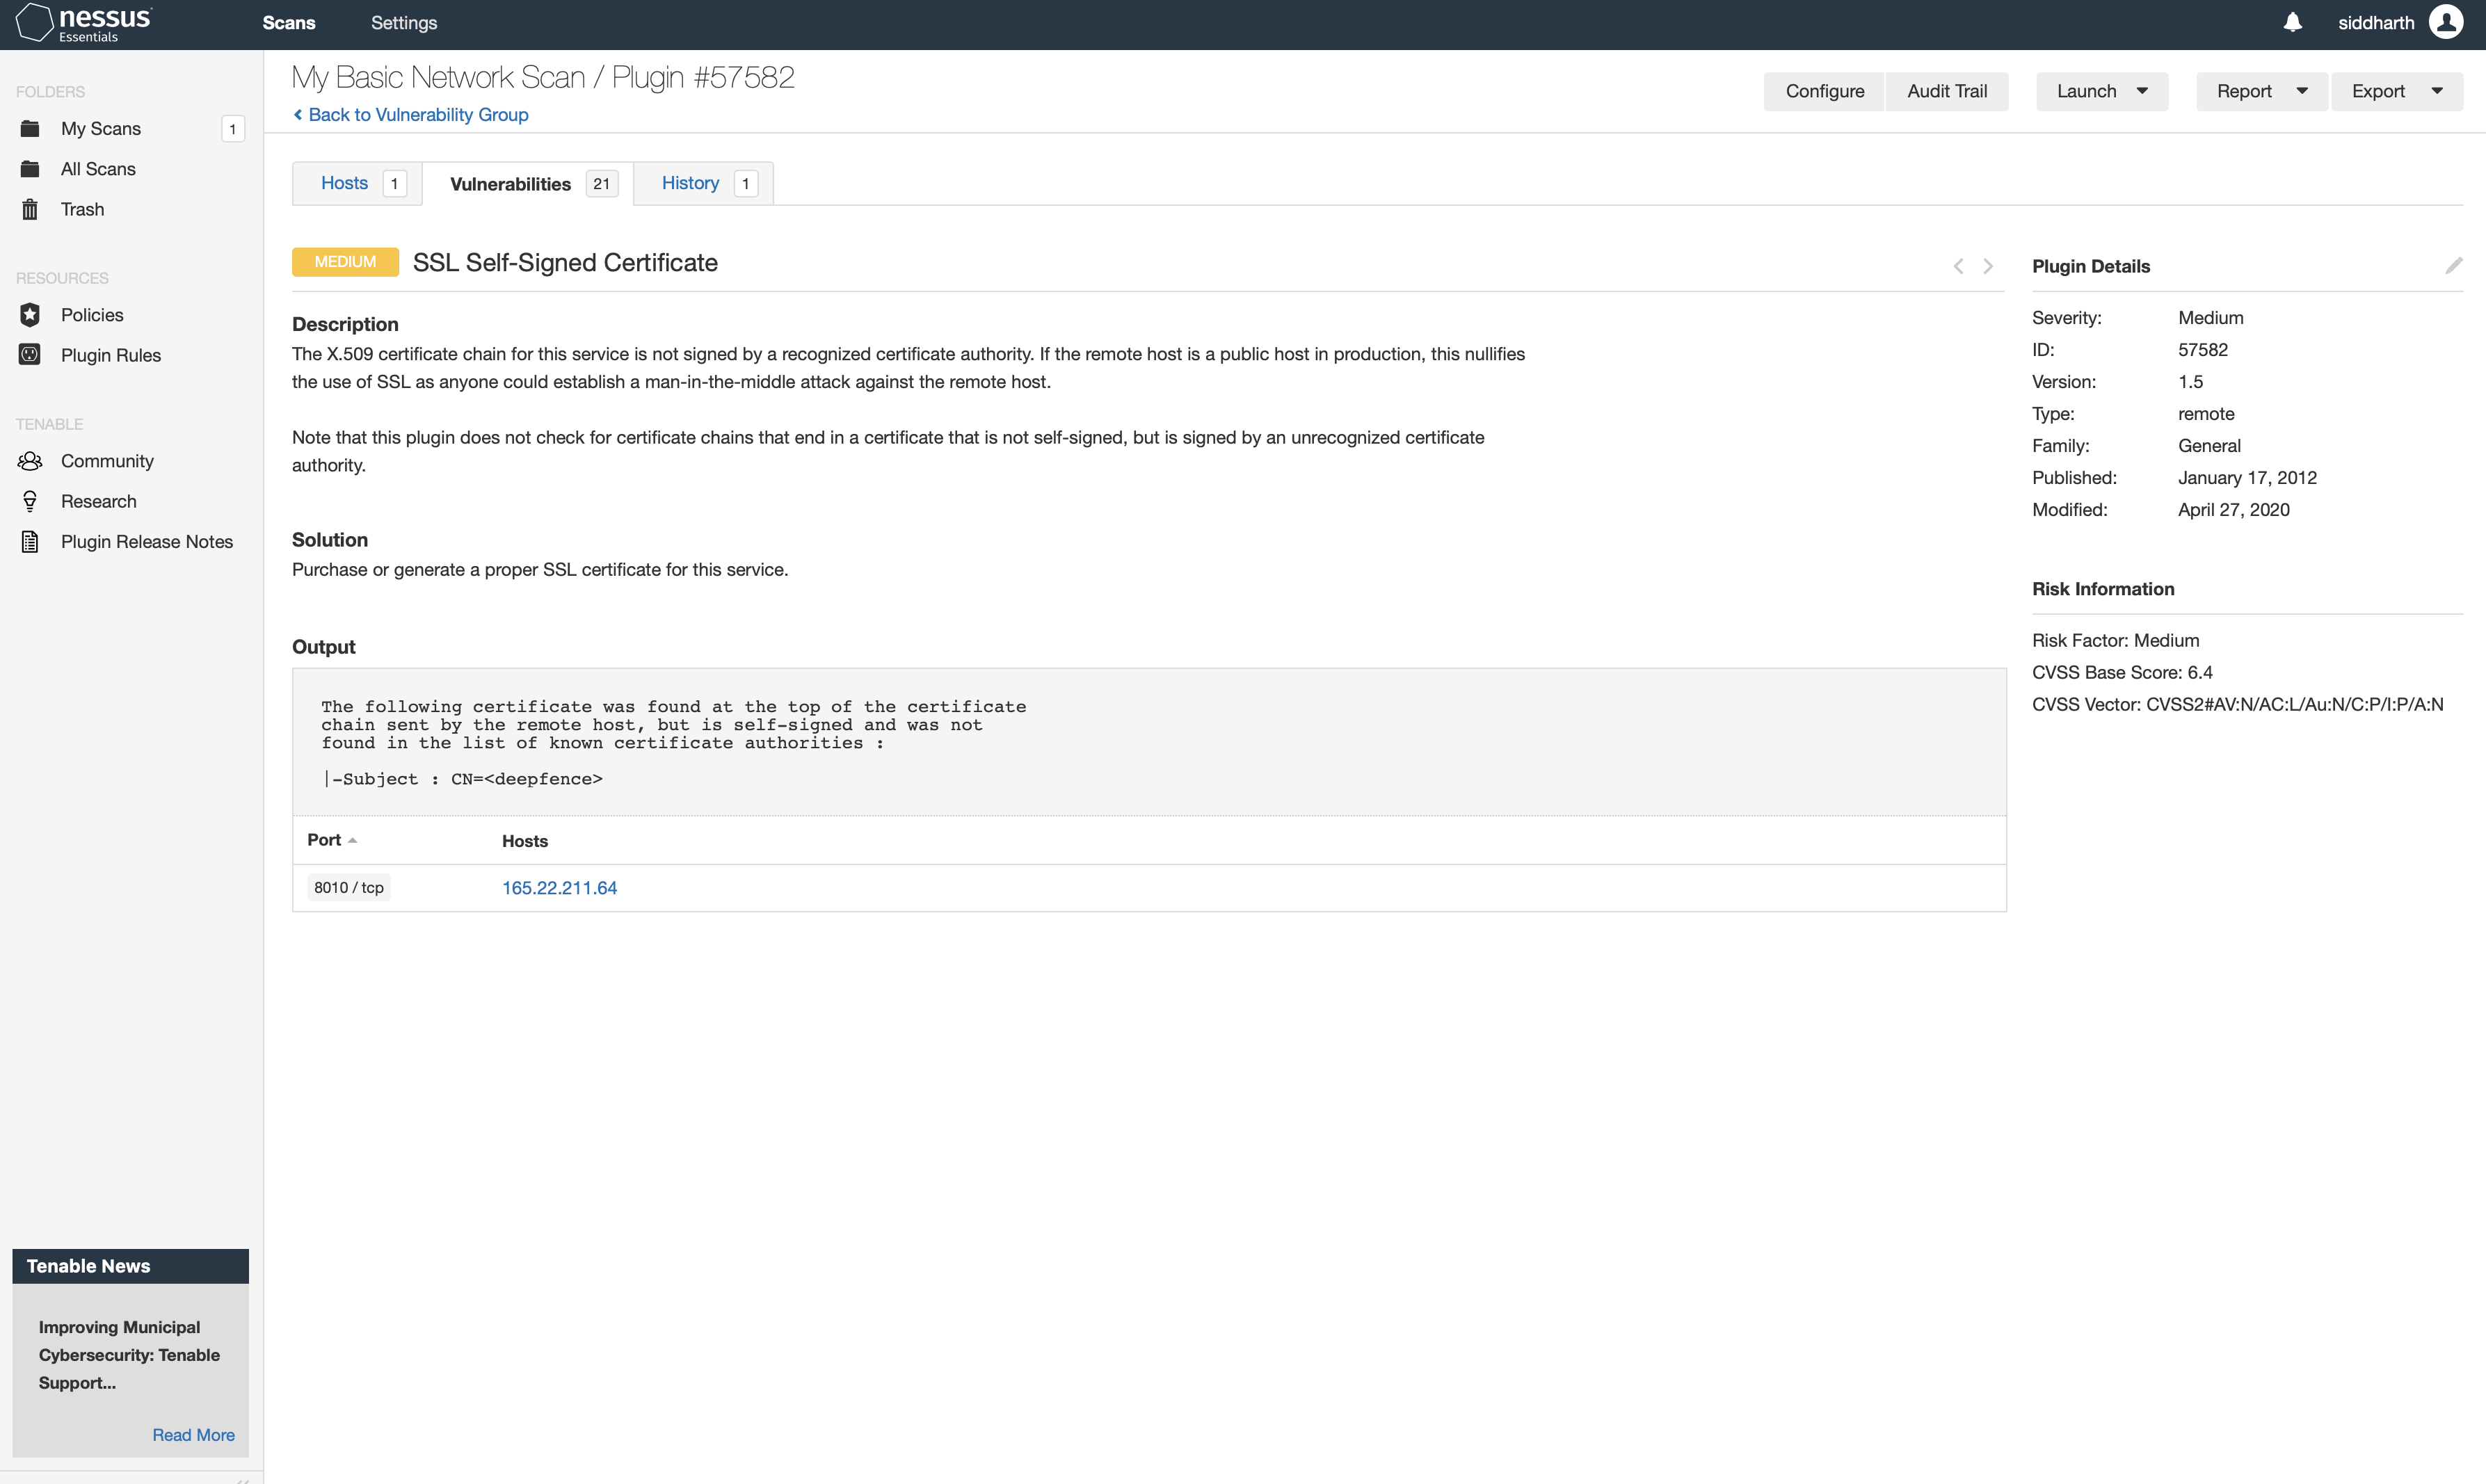 nessus
Essentials
Scans
Settings
siddharth
FOLDERS
My Scans
1
All Scans
Trash
RESOURCES
Policies
Plugin Rules
TENABLE
Community
Research
Plugin Release Notes
Tenable News
Improving Municipal
Cybersecurity: Tenable
Support...
Read More
My Basic Network Scan / Plugin #57582
Back to Vulnerability Group
Configure
Audit Trail
Launch
Report
Export
Hosts 1
Vulnerabilities 21
History 1
MEDIUM SSL Self-Signed Certificate
Description
The X.509 certificate chain for this service is not signed by a recognized certificate authority. If the remote host is a public host in production, this nullifies
the use of SSL as anyone could establish a man-in-the-middle attack against the remote host.
Note that this plugin does not check for certificate chains that end in a certificate that is not self-signed, but is signed by an unrecognized certificate
authority.
Solution
Purchase or generate a proper SSL certificate for this service.
Output
The following certificate was found at the top of the certificate
chain sent by the remote host, but is self-signed and was not
found in the list of known certificate authorities :
|-Subject : CN=<deepfence>
Port Hosts
8010 / tcp 165.22.211.64
Plugin Details
Severity: Medium
ID: 57582
Version: 1.5
Type: remote
Family: General
Published: January 17, 2012
Modified: April 27, 2020
Risk Information
Risk Factor: Medium
CVSS Base Score: 6.4
CVSS Vector: CVSS2#AV:N/AC:L/Au:N/C:P/I:P/A:N